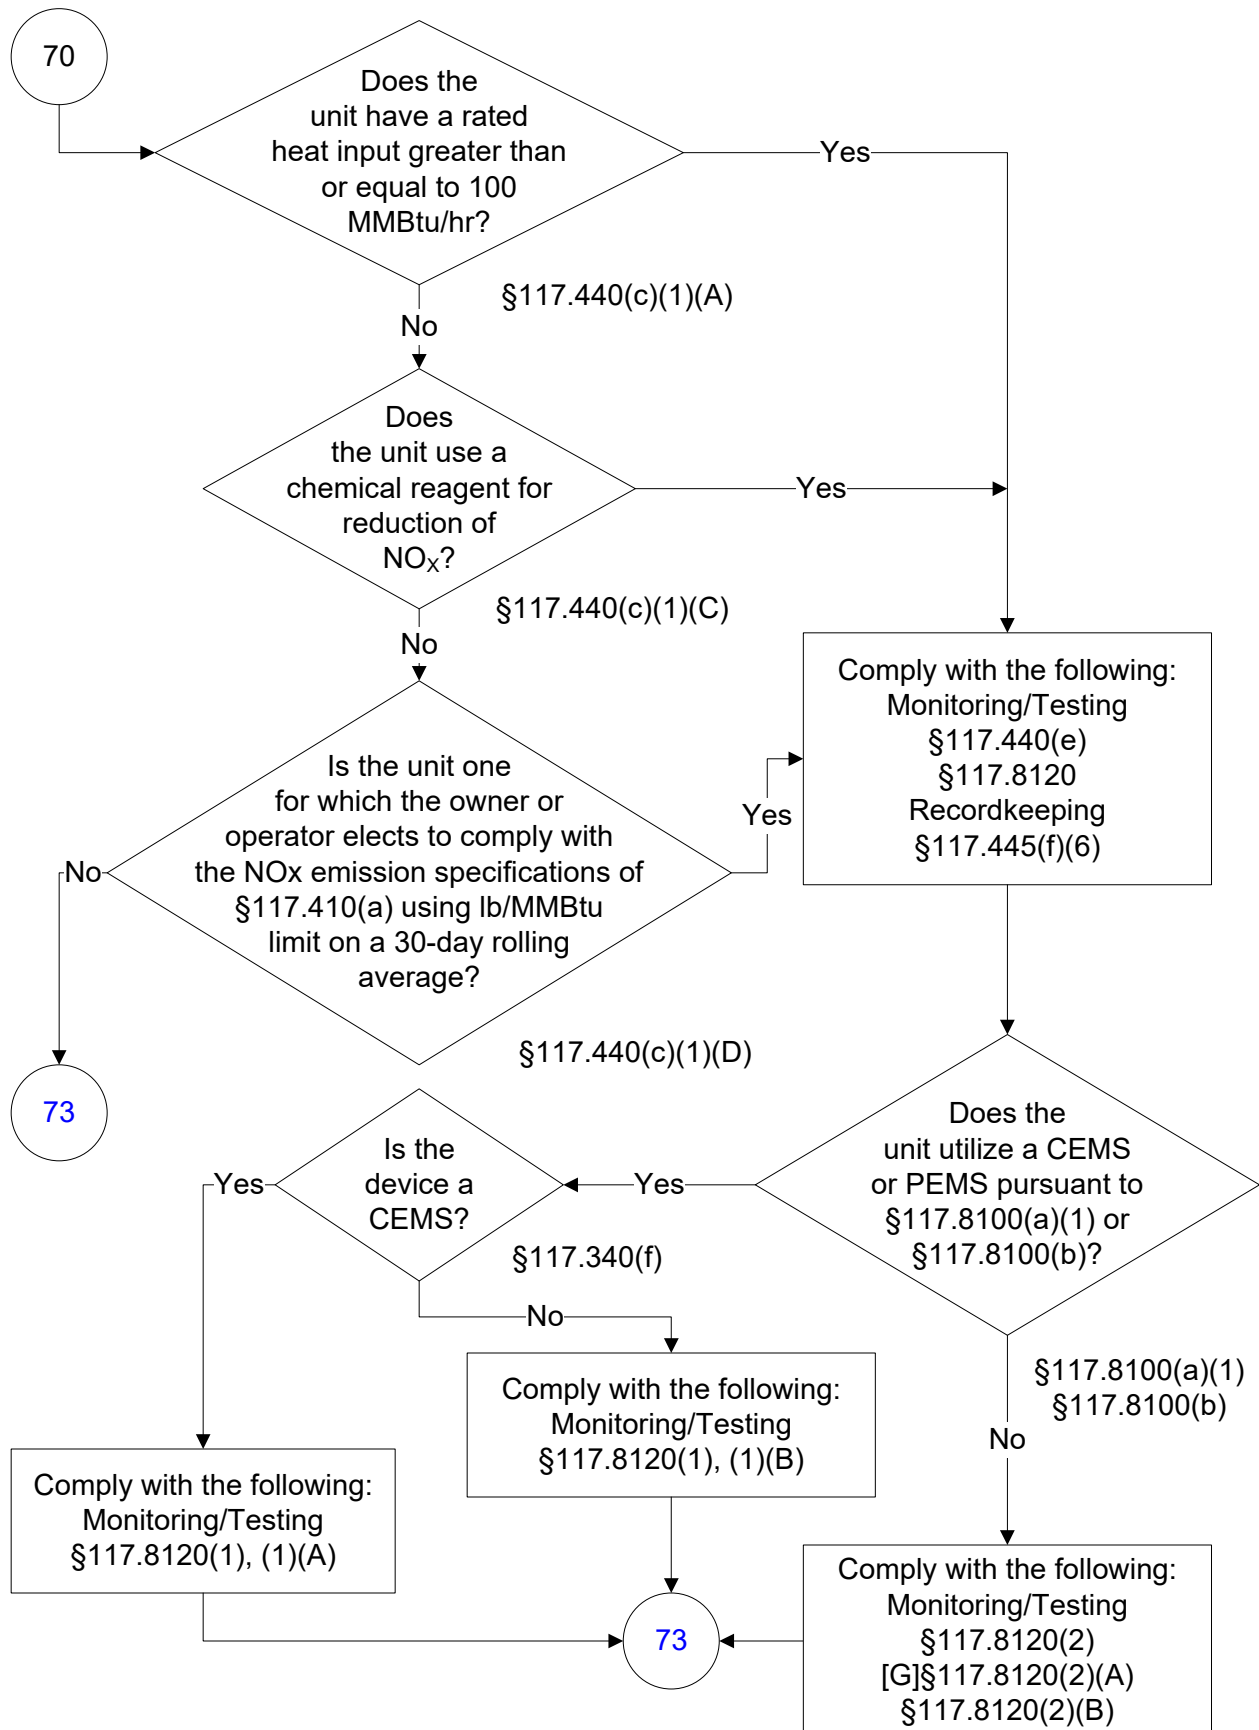 70
Does the
unit have a rated
heat input greater than
or equal to 100
MMBtu/hr?
Yes
§117.440(c)(1)(A)
No
Does
the unit use a
chemical reagent for
reduction of
NOX?
Yes
§117.440(c)(1)(C)
No
Comply with the following:
Monitoring/Testing
§117.440(e)
§117.8120
Recordkeeping
§117.445(f)(6)
Is the unit one
for which the owner or
operator elects to comply with
the NOx emission specifications of
§117.410(a) using lb/MMBtu
limit on a 30-day rolling
average?
Yes
No
§117.440(c)(1)(D)
73
Does the
unit utilize a CEMS
or PEMS pursuant to
§117.8100(a)(1) or
§117.8100(b)?
Yes
Is the
device a
CEMS?
Yes
§117.340(f)
No
§117.8100(a)(1)
§117.8100(b)
No
Comply with the following:
Monitoring/Testing
§117.8120(1), (1)(B)
Comply with the following:
Monitoring/Testing
§117.8120(1), (1)(A)
Comply with the following:
Monitoring/Testing
§117.8120(2)
[G]§117.8120(2)(A)
§117.8120(2)(B)
73